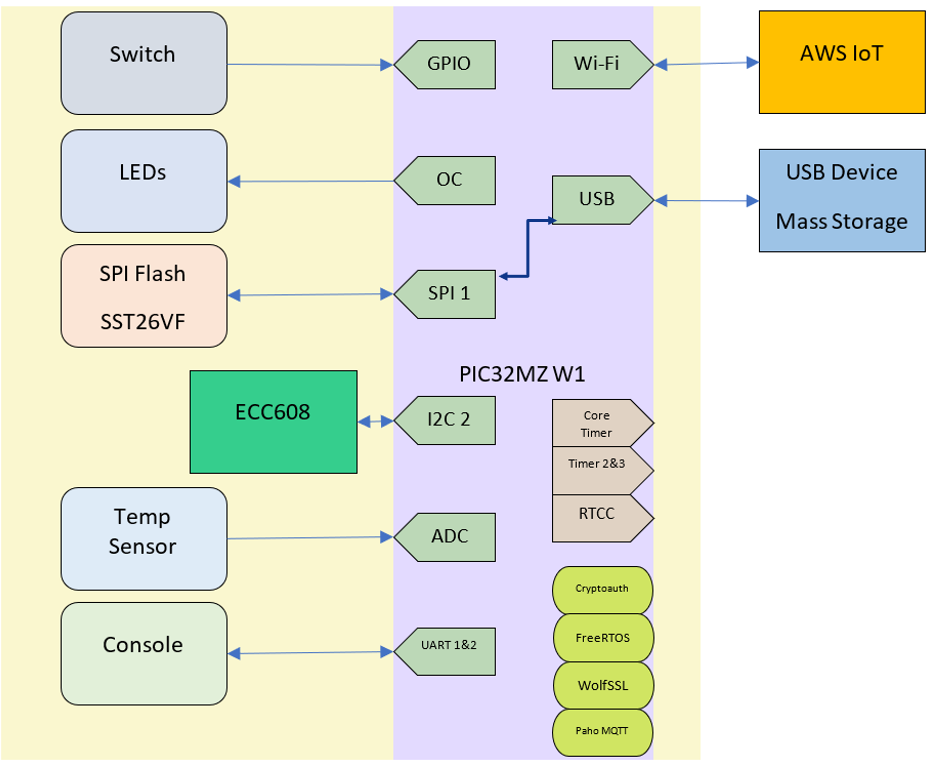 Switch
GPIO
Wi-Fi
AWS IoT
LEDs
OC
USB
USB Device
Mass Storage
SPI Flash
SST26VF
SPI 1
PIC32MZ W1
ECC608
I2C 2
Core
Timer
Timer 2&3
RTCC
Temp
Sensor
ADC
Cryptoauth
FreeRTOS
WolfSSL
Paho MQTT
Console
UART 1&2